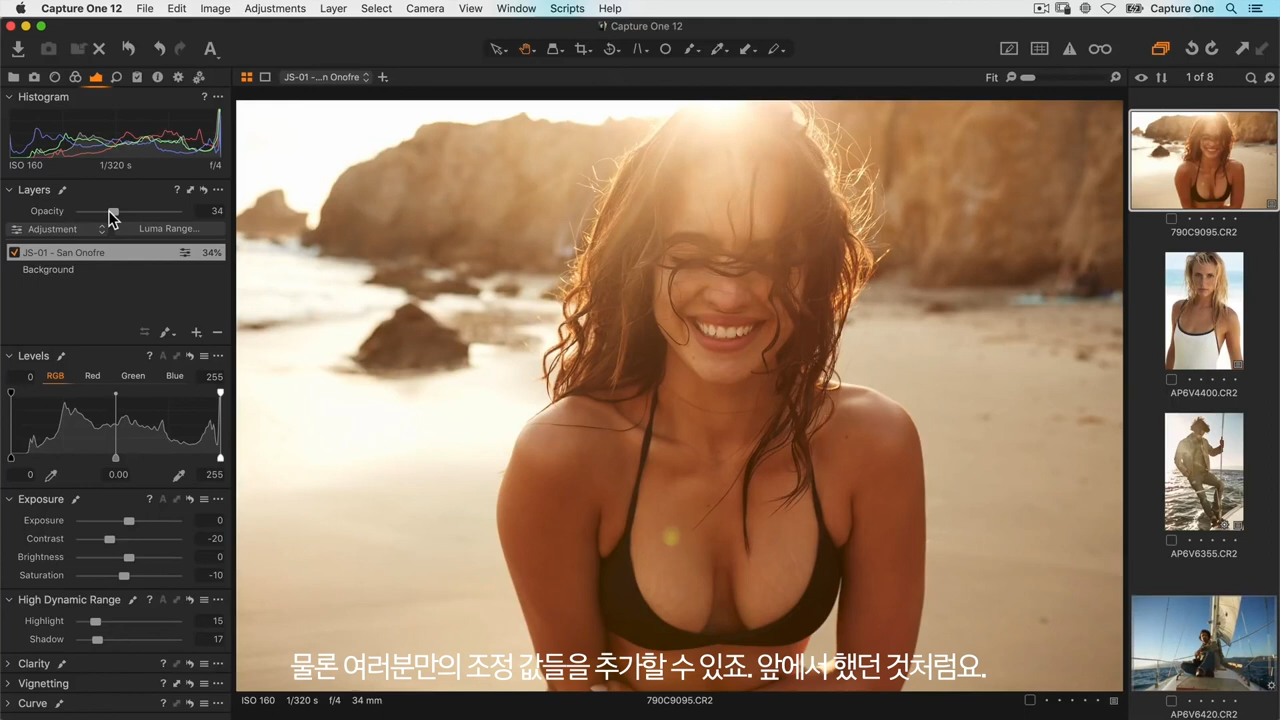 Capture One 12 File Edit Image Adjustments Layer Select Camera View Window Scripts Help Capture One
Capture One 12
JS-01 -...n Onofre Fit 1 of 8
Histogram ? ...
ISO 160 1/320 s f/4
Layers ? ...
Opacity 34
Adjustment Luma Range...
JS-01 - San Onofre 34%
Background
Levels ? A ...
0 RGB Red Green Blue 255
0 0.00 255
Exposure ? A ...
Exposure 0
Contrast -20
Brightness 0
Saturation -10
High Dynamic Range ? A ...
Highlight 15
Shadow 17
Clarity ? A ...
Vignetting ? ...
Curve ? A ...
물론 여러분만의 조정 값들을 추가할 수 있죠. 앞에서 했던 것처럼요.
ISO 160 1/320 s f/4 34 mm 790C9095.CR2
790C9095.CR2
AP6V4400.CR2
AP6V6355.CR2
AP6V6420.CR2